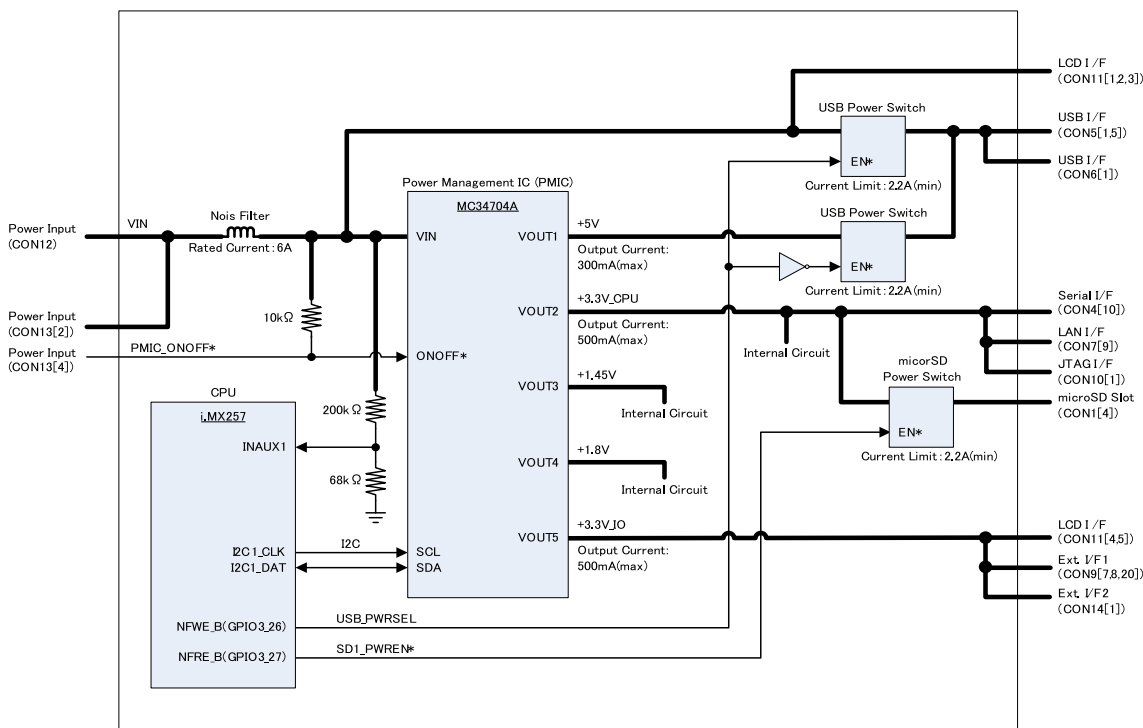 LCD I/F
(CON11[1,2,3])
USB Power Switch
USB I/F
(CON5[1,5])
EN*
USB I/F
(CON6[1])
Current Limit:2.2A(min)
Power Management IC (PMIC)
MC34704A
USB Power Switch
Power Input
(CON12)
VIN
Nois Filter
Rated Current:6A
VIN
VOUT1
+5V
Output Current:
300mA(max)
EN*
Current Limit:2.2A(min)
Power Input
(CON13[2])
10kΩ
VOUT2
+3.3V_CPU
Output Current:
500mA(max)
Internal Circuit
Serial I/F
(CON4[10])
LAN I/F
(CON7[9])
JTAG I/F
(CON10[1])
Power Input
(CON13[4])
PMIC_ONOFF*
ONOFF*
micorSD
Power Switch
microSD Slot
(CON1[4])
EN*
Current Limit:2.2A(min)
VOUT3
+1.45V
Internal Circuit
CPU
i.MX257
200kΩ
INAUX1
68kΩ
VOUT4
+1.8V
Internal Circuit
VOUT5
+3.3V_IO
Output Current:
500mA(max)
LCD I/F
(CON11[4,5])
Ext. I/F1
(CON9[7,8,20])
Ext. I/F2
(CON14[1])
I2C1_CLK
I2C
SCL
I2C1_DAT
SDA
NFWE_B(GPIO3_26)
USB_PWRSEL
NFRE_B(GPIO3_27)
SD1_PWREN*